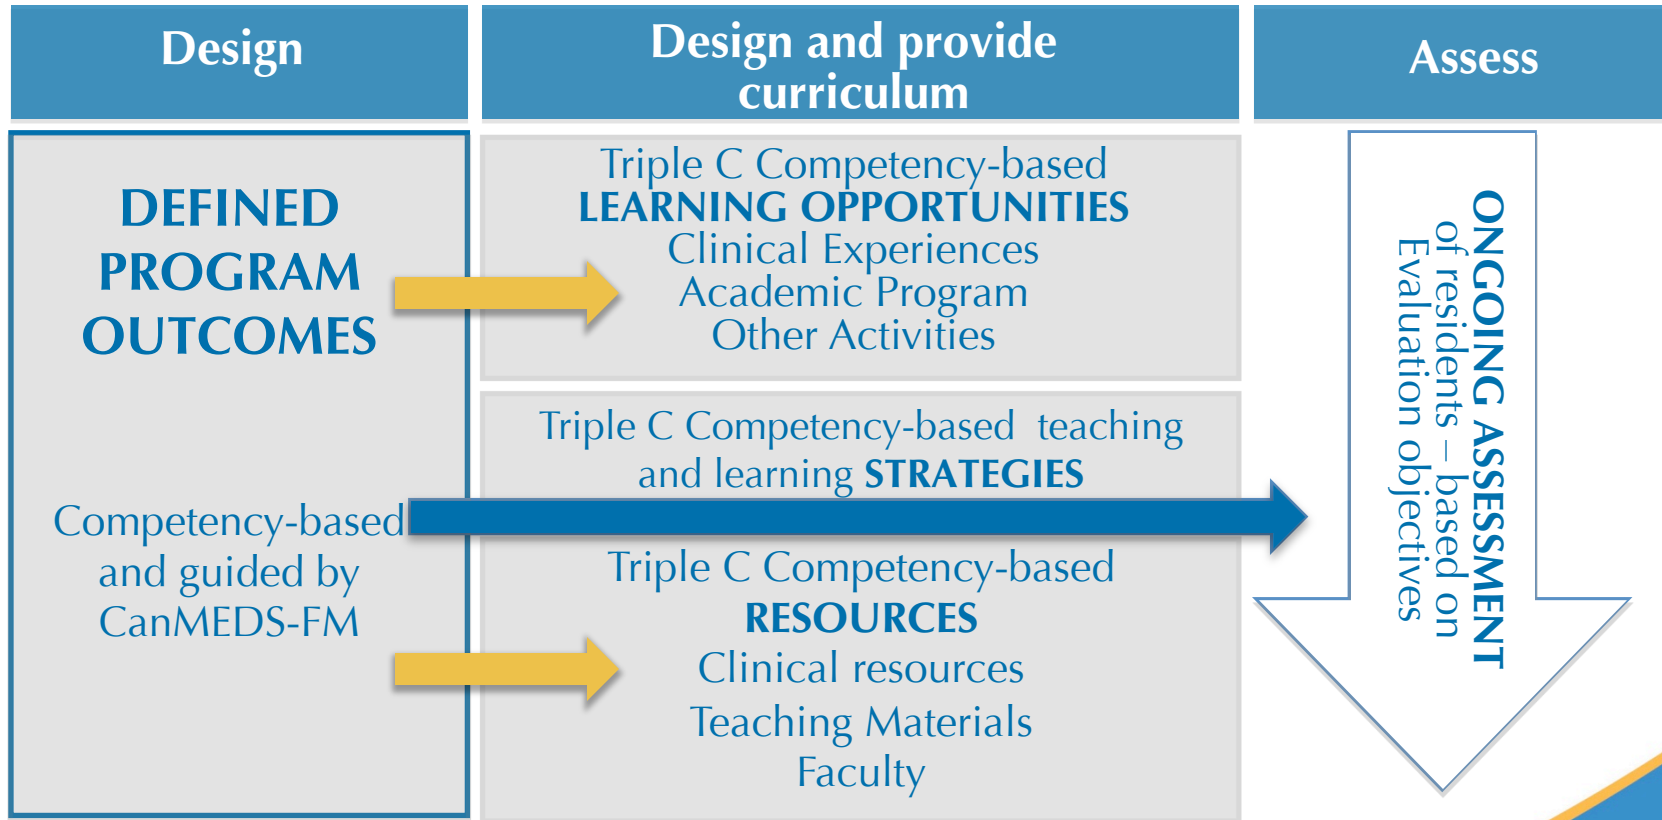 Design
Design and provide
curriculum
Assess
DEFINED
PROGRAM
OUTCOMES
Competency-based
and guided by
CanMEDS-FM
Triple C Competency-based
LEARNING OPPORTUNITIES
Clinical Experiences
Academic Program
Other Activities
Triple C Competency-based teaching
and learning STRATEGIES
Triple C Competency-based
RESOURCES
Clinical resources
Teaching Materials
Faculty
ONGOING ASSESSMENT
of residents – based on
Evaluation objectives